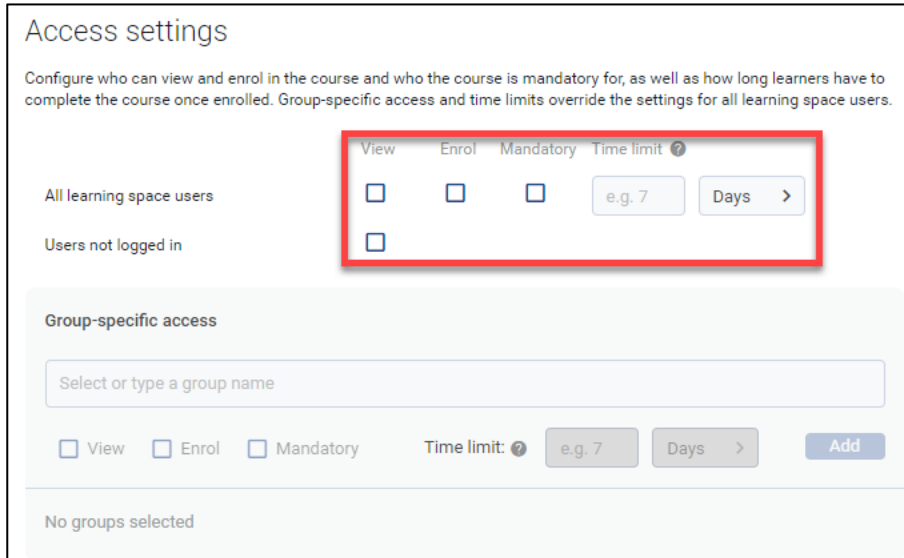 Access settings
Configure who can view and enrol in the course and who the course is mandatory for, as well as how long learners have to
complete the course once enrolled. Group-specific access and time limits override the settings for all learning space users.
View Enrol Mandatory Time limit ?
All learning space users e.g. 7 Days >
Users not logged in
Group-specific access
Select or type a group name
View Enrol Mandatory Time limit: ? e.g. 7 Days > Add
No groups selected